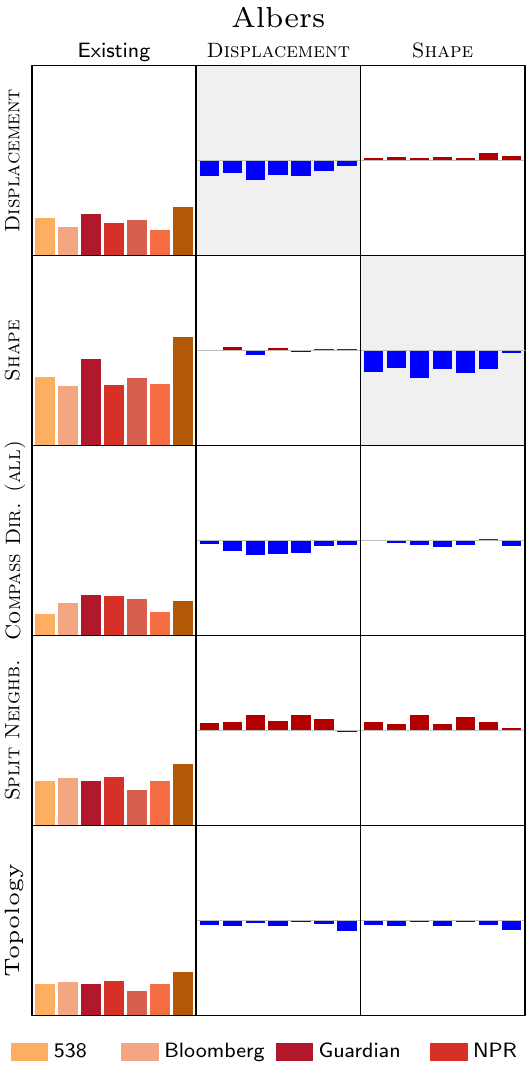 Albers
Existing DISPLACEMENT SHAPE
DISPLACEMENT
SHAPE
COMPASS DIR. (ALL)
SPLIT NEIGHB.
Topology
538 Bloomberg Guardian NPR